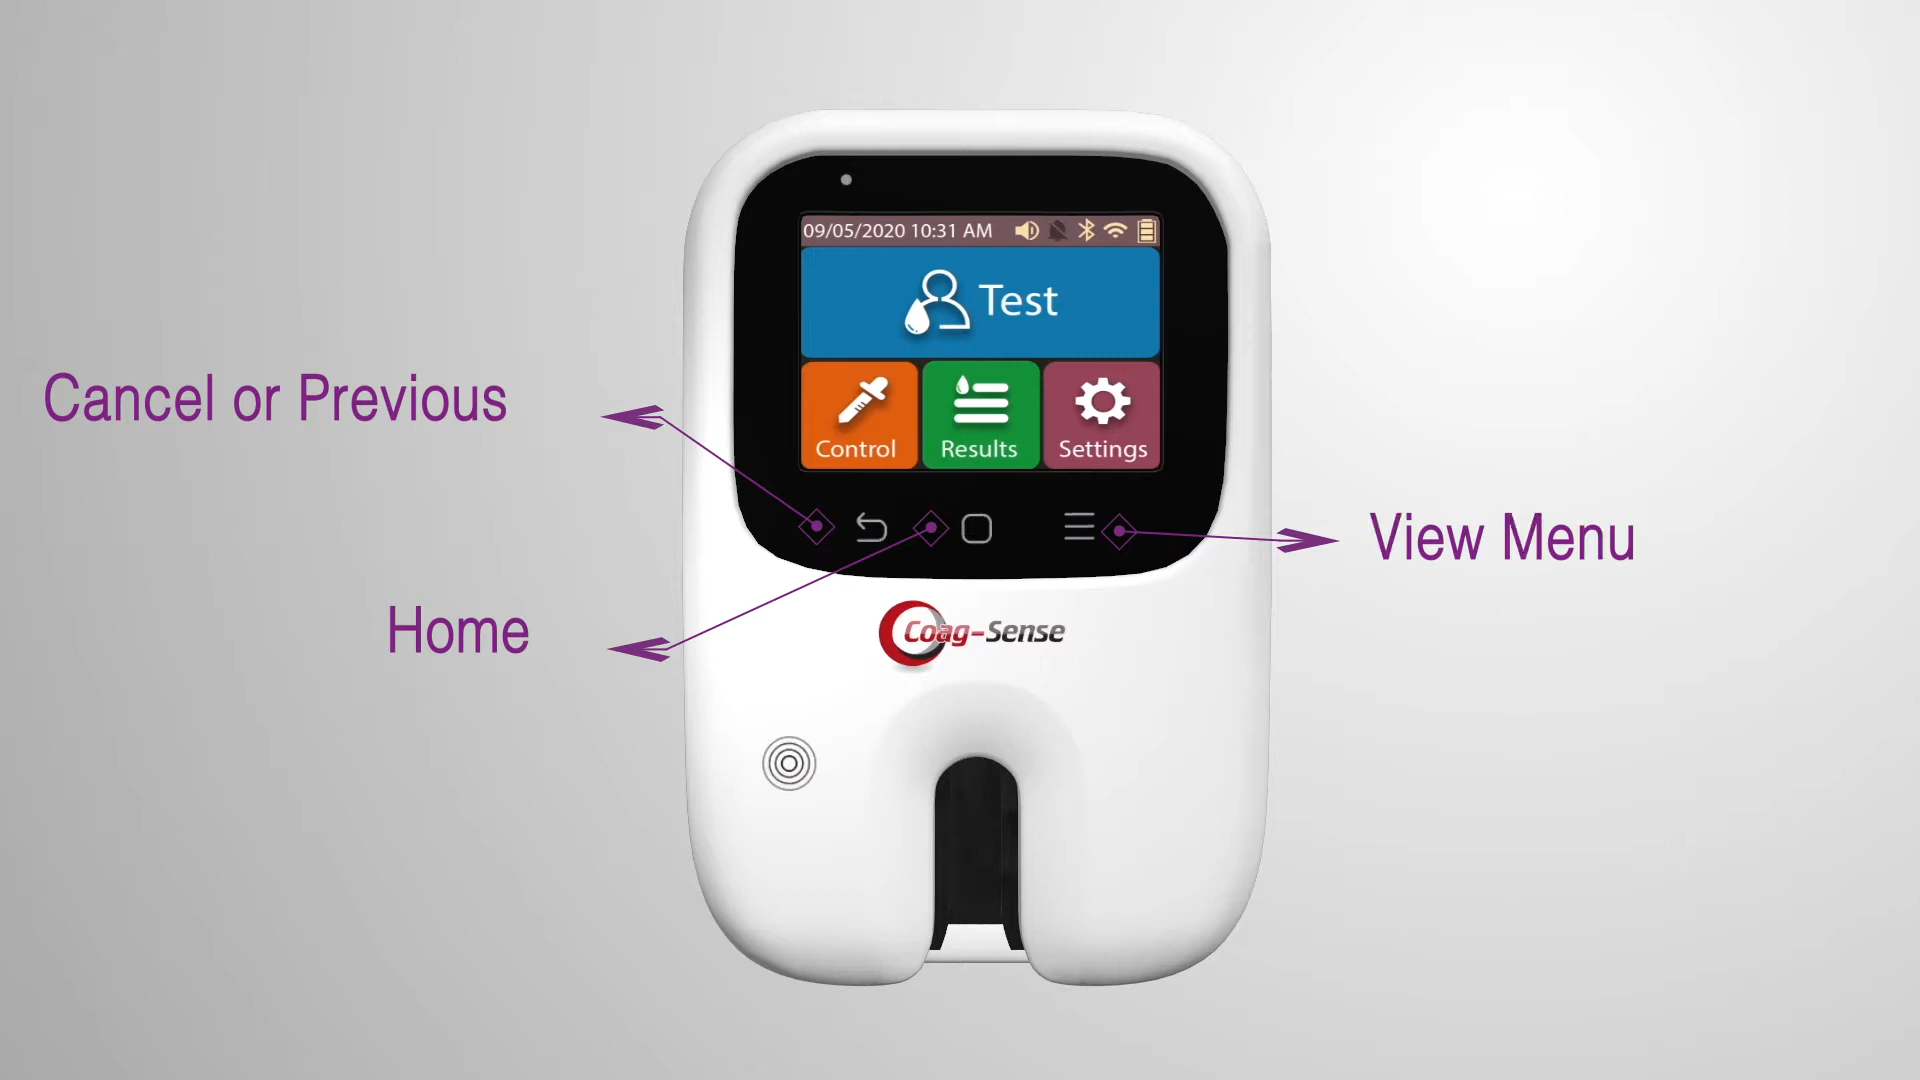 09/05/2020 10:31 AM
Test
Control
Results
Settings
Cancel or Previous
View Menu
Home
Coag-Sense